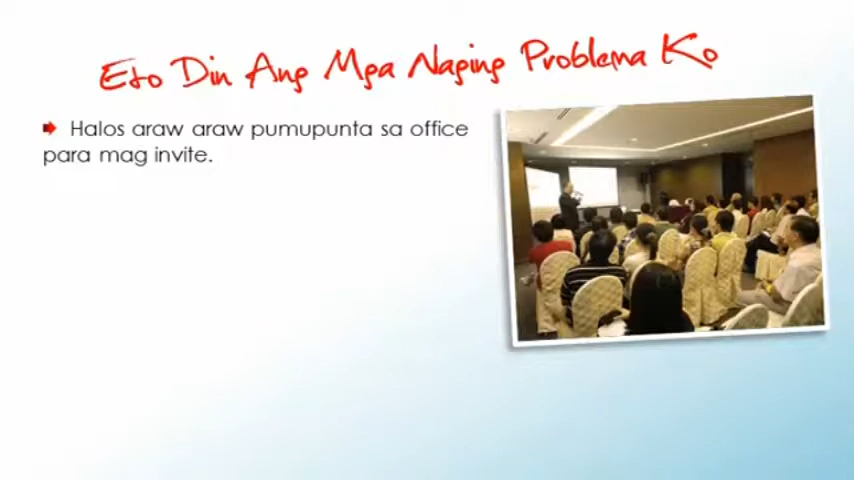 Eto Din Ang Mga Naging Problema Ko
Halos araw araw pumupunta sa office
para mag invite.